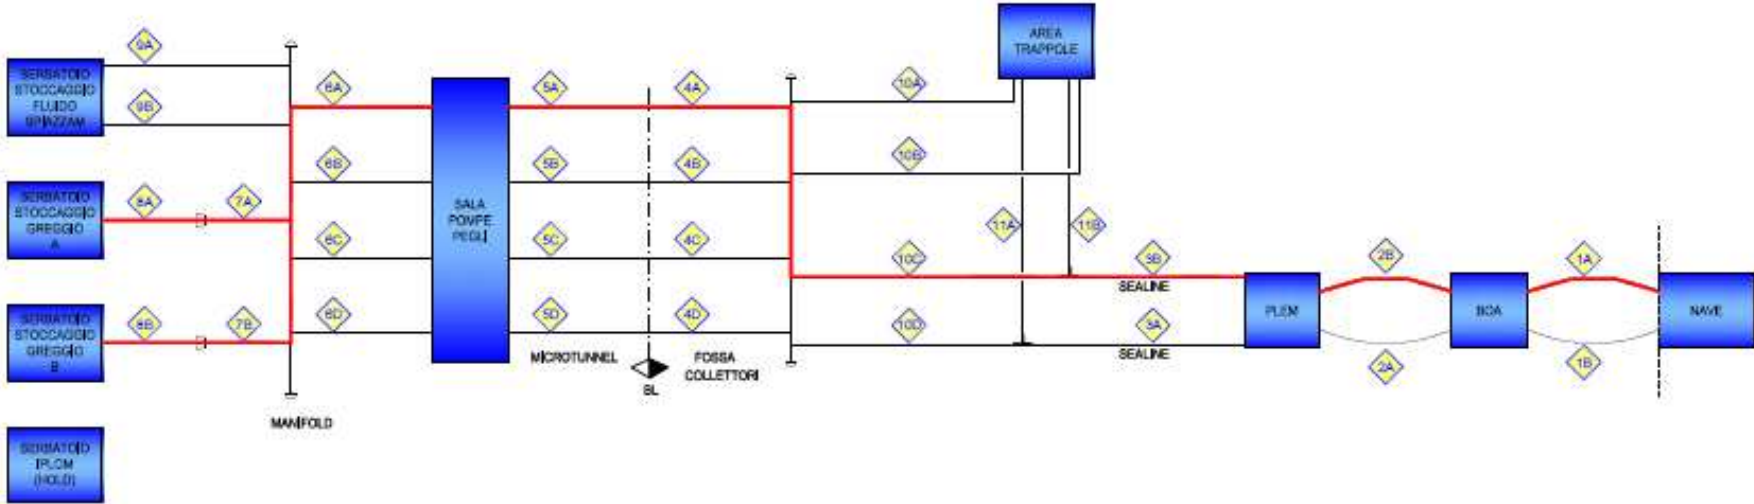 9A
9B
SERBATOIO
STOCCAGGIO
FLUIDO
SPIAZZAM
SERBATOIO
STOCCAGGIO
GREGGIO
A
8A
7A
SERBATOIO
STOCCAGGIO
GREGGIO
B
8B
7B
SERBATOIO
IPLOM
(HOLD)
MANIFOLD
6A
6B
6C
6D
SALA
POMPE
PEGLI
5A
5B
5C
5D
MICROTUNNEL
BL
4A
4B
4C
4D
FOSSA
COLLETTORI
AREA
TRAPPOLE
10A
10B
11A
11B
10C
10D
3B
SEALINE
3A
SEALINE
PLEM
2B
2A
BOA
1A
1B
NAVE